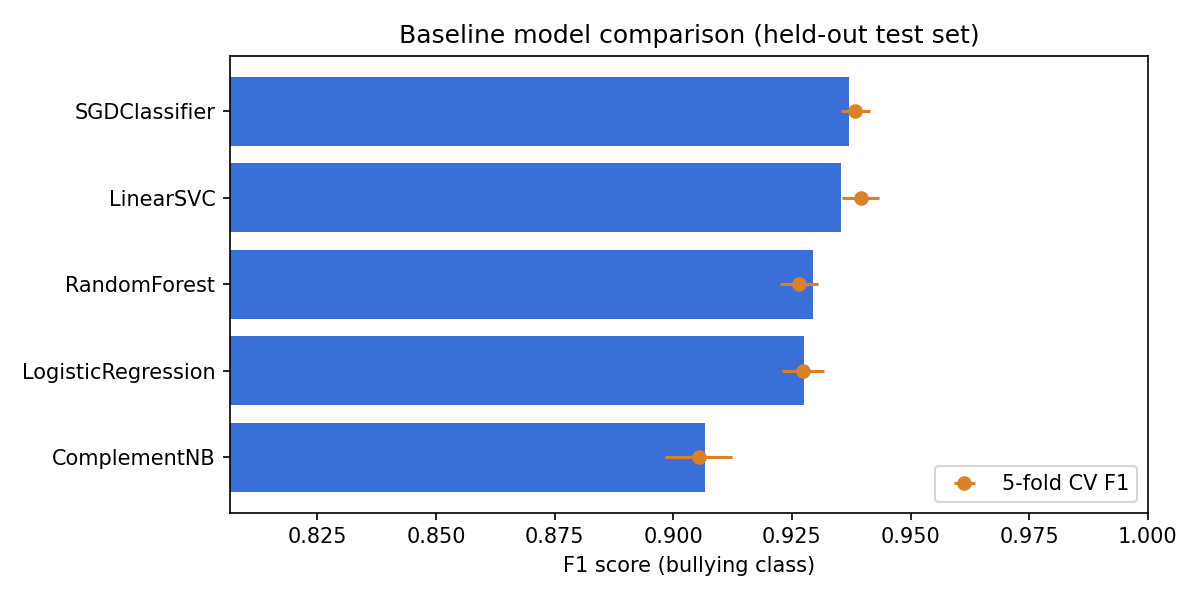 Baseline model comparison (held-out test set)
SGDClassifier
LinearSVC
RandomForest
LogisticRegression
ComplementNB
5-fold CV F1
0.825 0.850 0.875 0.900 0.925 0.950 0.975 1.000
F1 score (bullying class)